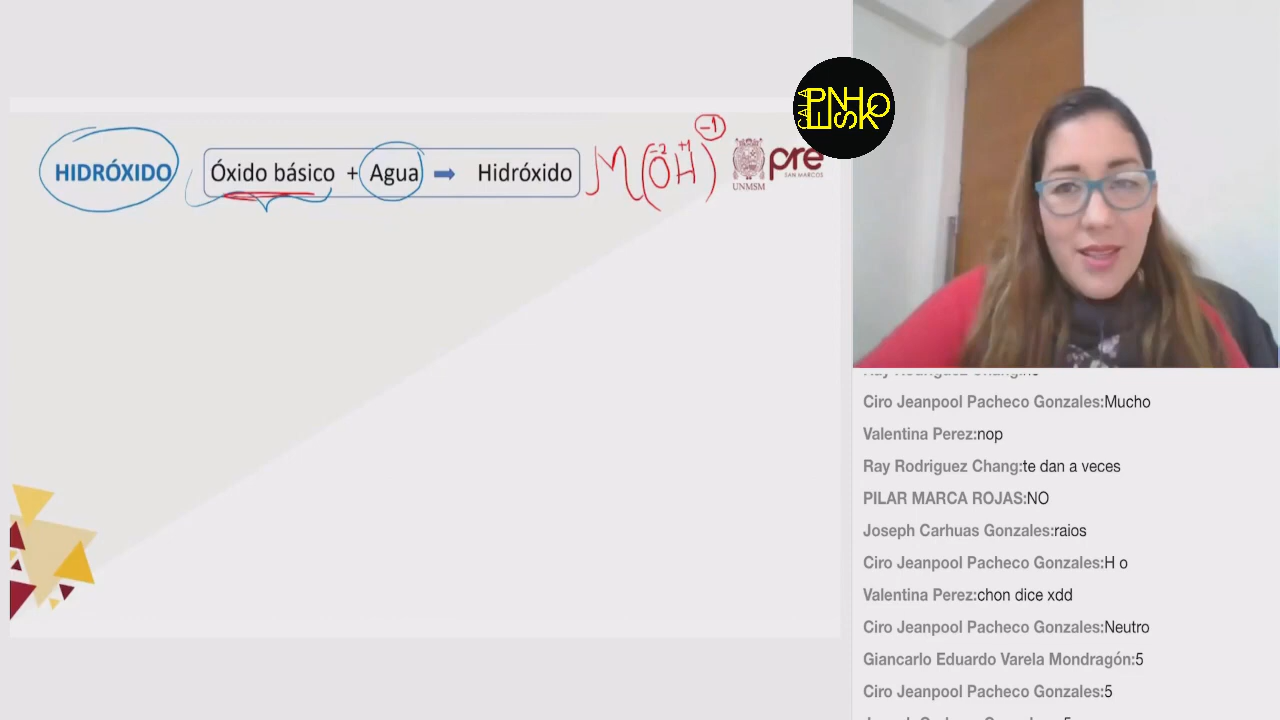 HIDRÓXIDO
Óxido básico + Agua ➡ Hidróxido
M(OH)
-2 +1
-1
UNMSM
pre
SAN MARCOS
CALA
PNHO
ESK
Ciro Jeanpool Pacheco Gonzales:Mucho
Valentina Perez:nop
Ray Rodriguez Chang:te dan a veces
PILAR MARCA ROJAS:NO
Joseph Carhuas Gonzales:raios
Ciro Jeanpool Pacheco Gonzales:H o
Valentina Perez:chon dice xdd
Ciro Jeanpool Pacheco Gonzales:Neutro
Giancarlo Eduardo Varela Mondragón:5
Ciro Jeanpool Pacheco Gonzales:5